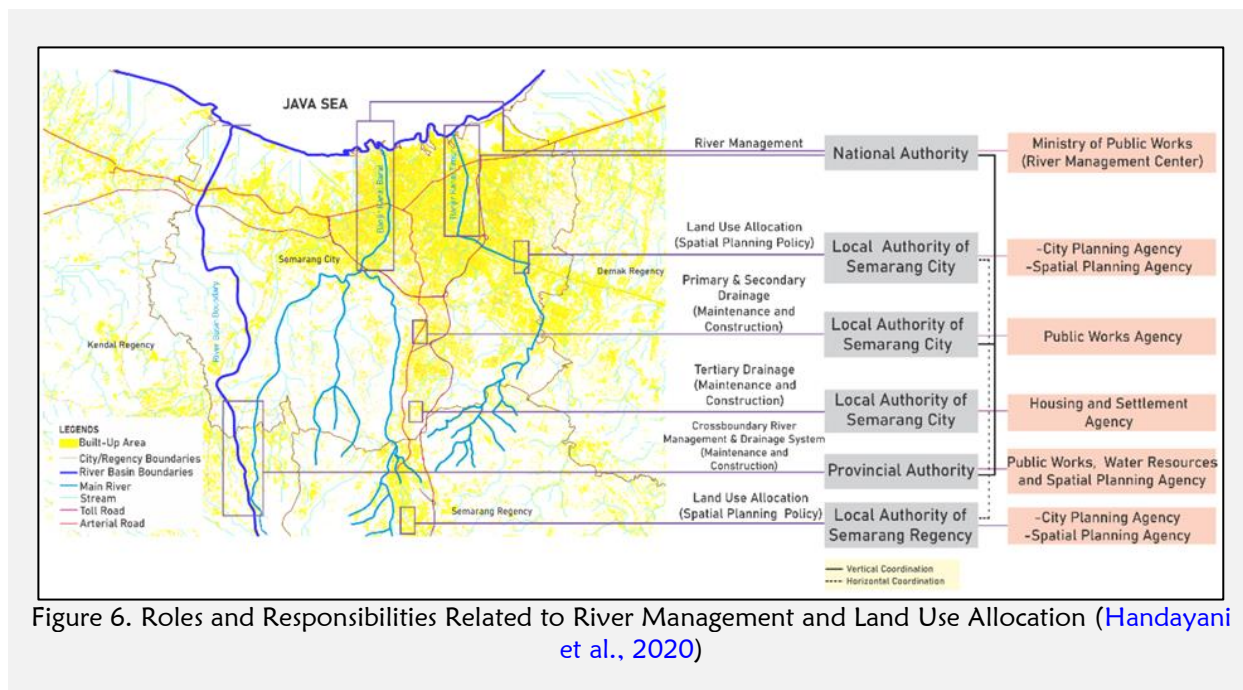 JAVA SEA
Banjir Kanal Barat
Banjir Kanal Timur
Semarang City
Demak Regency
Kendal Regency
River Basin Boundary
Semarang Regency
LEGENDS
Built-Up Area
City/Regency Boundaries
River Basin Boundaries
Main River
Stream
Toll Road
Arterial Road
River Management
National Authority
Ministry of Public Works
(River Management Center)
Land Use Allocation
(Spatial Planning Policy)
Local Authority of
Semarang City
-City Planning Agency
-Spatial Planning Agency
Primary & Secondary
Drainage
(Maintenance and
Construction)
Local Authority of
Semarang City
Public Works Agency
Tertiary Drainage
(Maintenance and
Construction)
Local Authority of
Semarang City
Housing and Settlement
Agency
Crossboundary River
Management & Drainage System
(Maintenance and
Construction)
Provincial Authority
Public Works, Water Resources
and Spatial Planning Agency
Land Use Allocation
(Spatial Planning Policy)
Local Authority of
Semarang Regency
-City Planning Agency
-Spatial Planning Agency
Vertical Coordination
Horizontal Coordination
Figure 6. Roles and Responsibilities Related to River Management and Land Use Allocation (Handayani
et al., 2020)